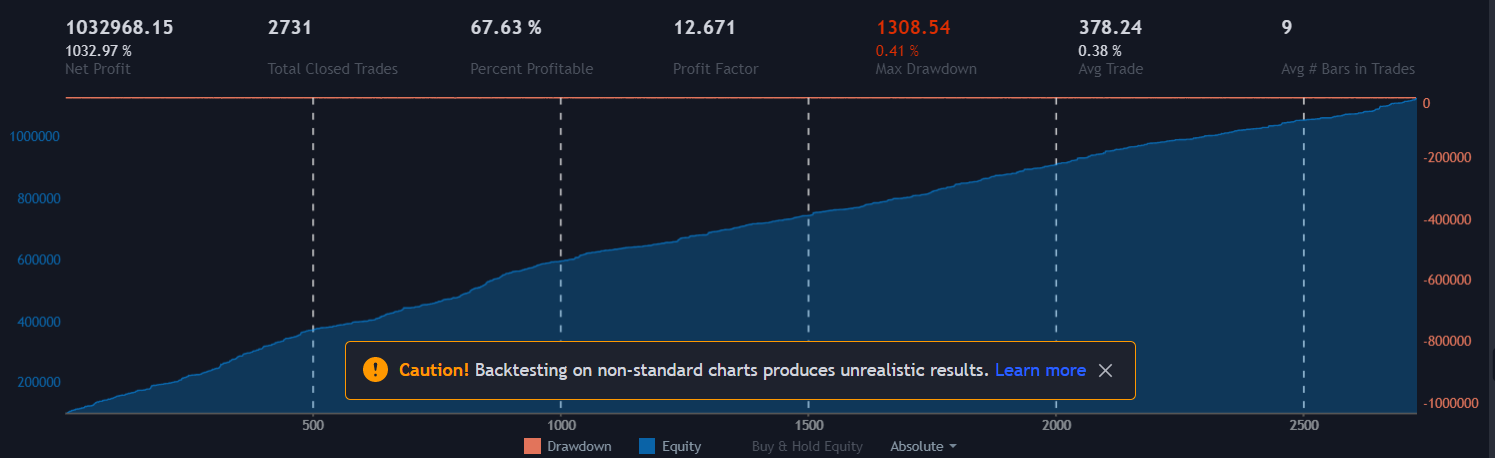 1032968.15 2731 67.63 % 12.671 1308.54 378.24 9
1032.97 % 0.41 % 0.38 %
Net Profit Total Closed Trades Percent Profitable Profit Factor Max Drawdown Avg Trade Avg # Bars in Trades
0
1000000
-200000
800000
-400000
600000
-600000
400000
-800000
Caution! Backtesting on non-standard charts produces unrealistic results. Learn more
200000
-1000000
500 1000 1500 2000 2500
Drawdown Equity Buy & Hold Equity Absolute